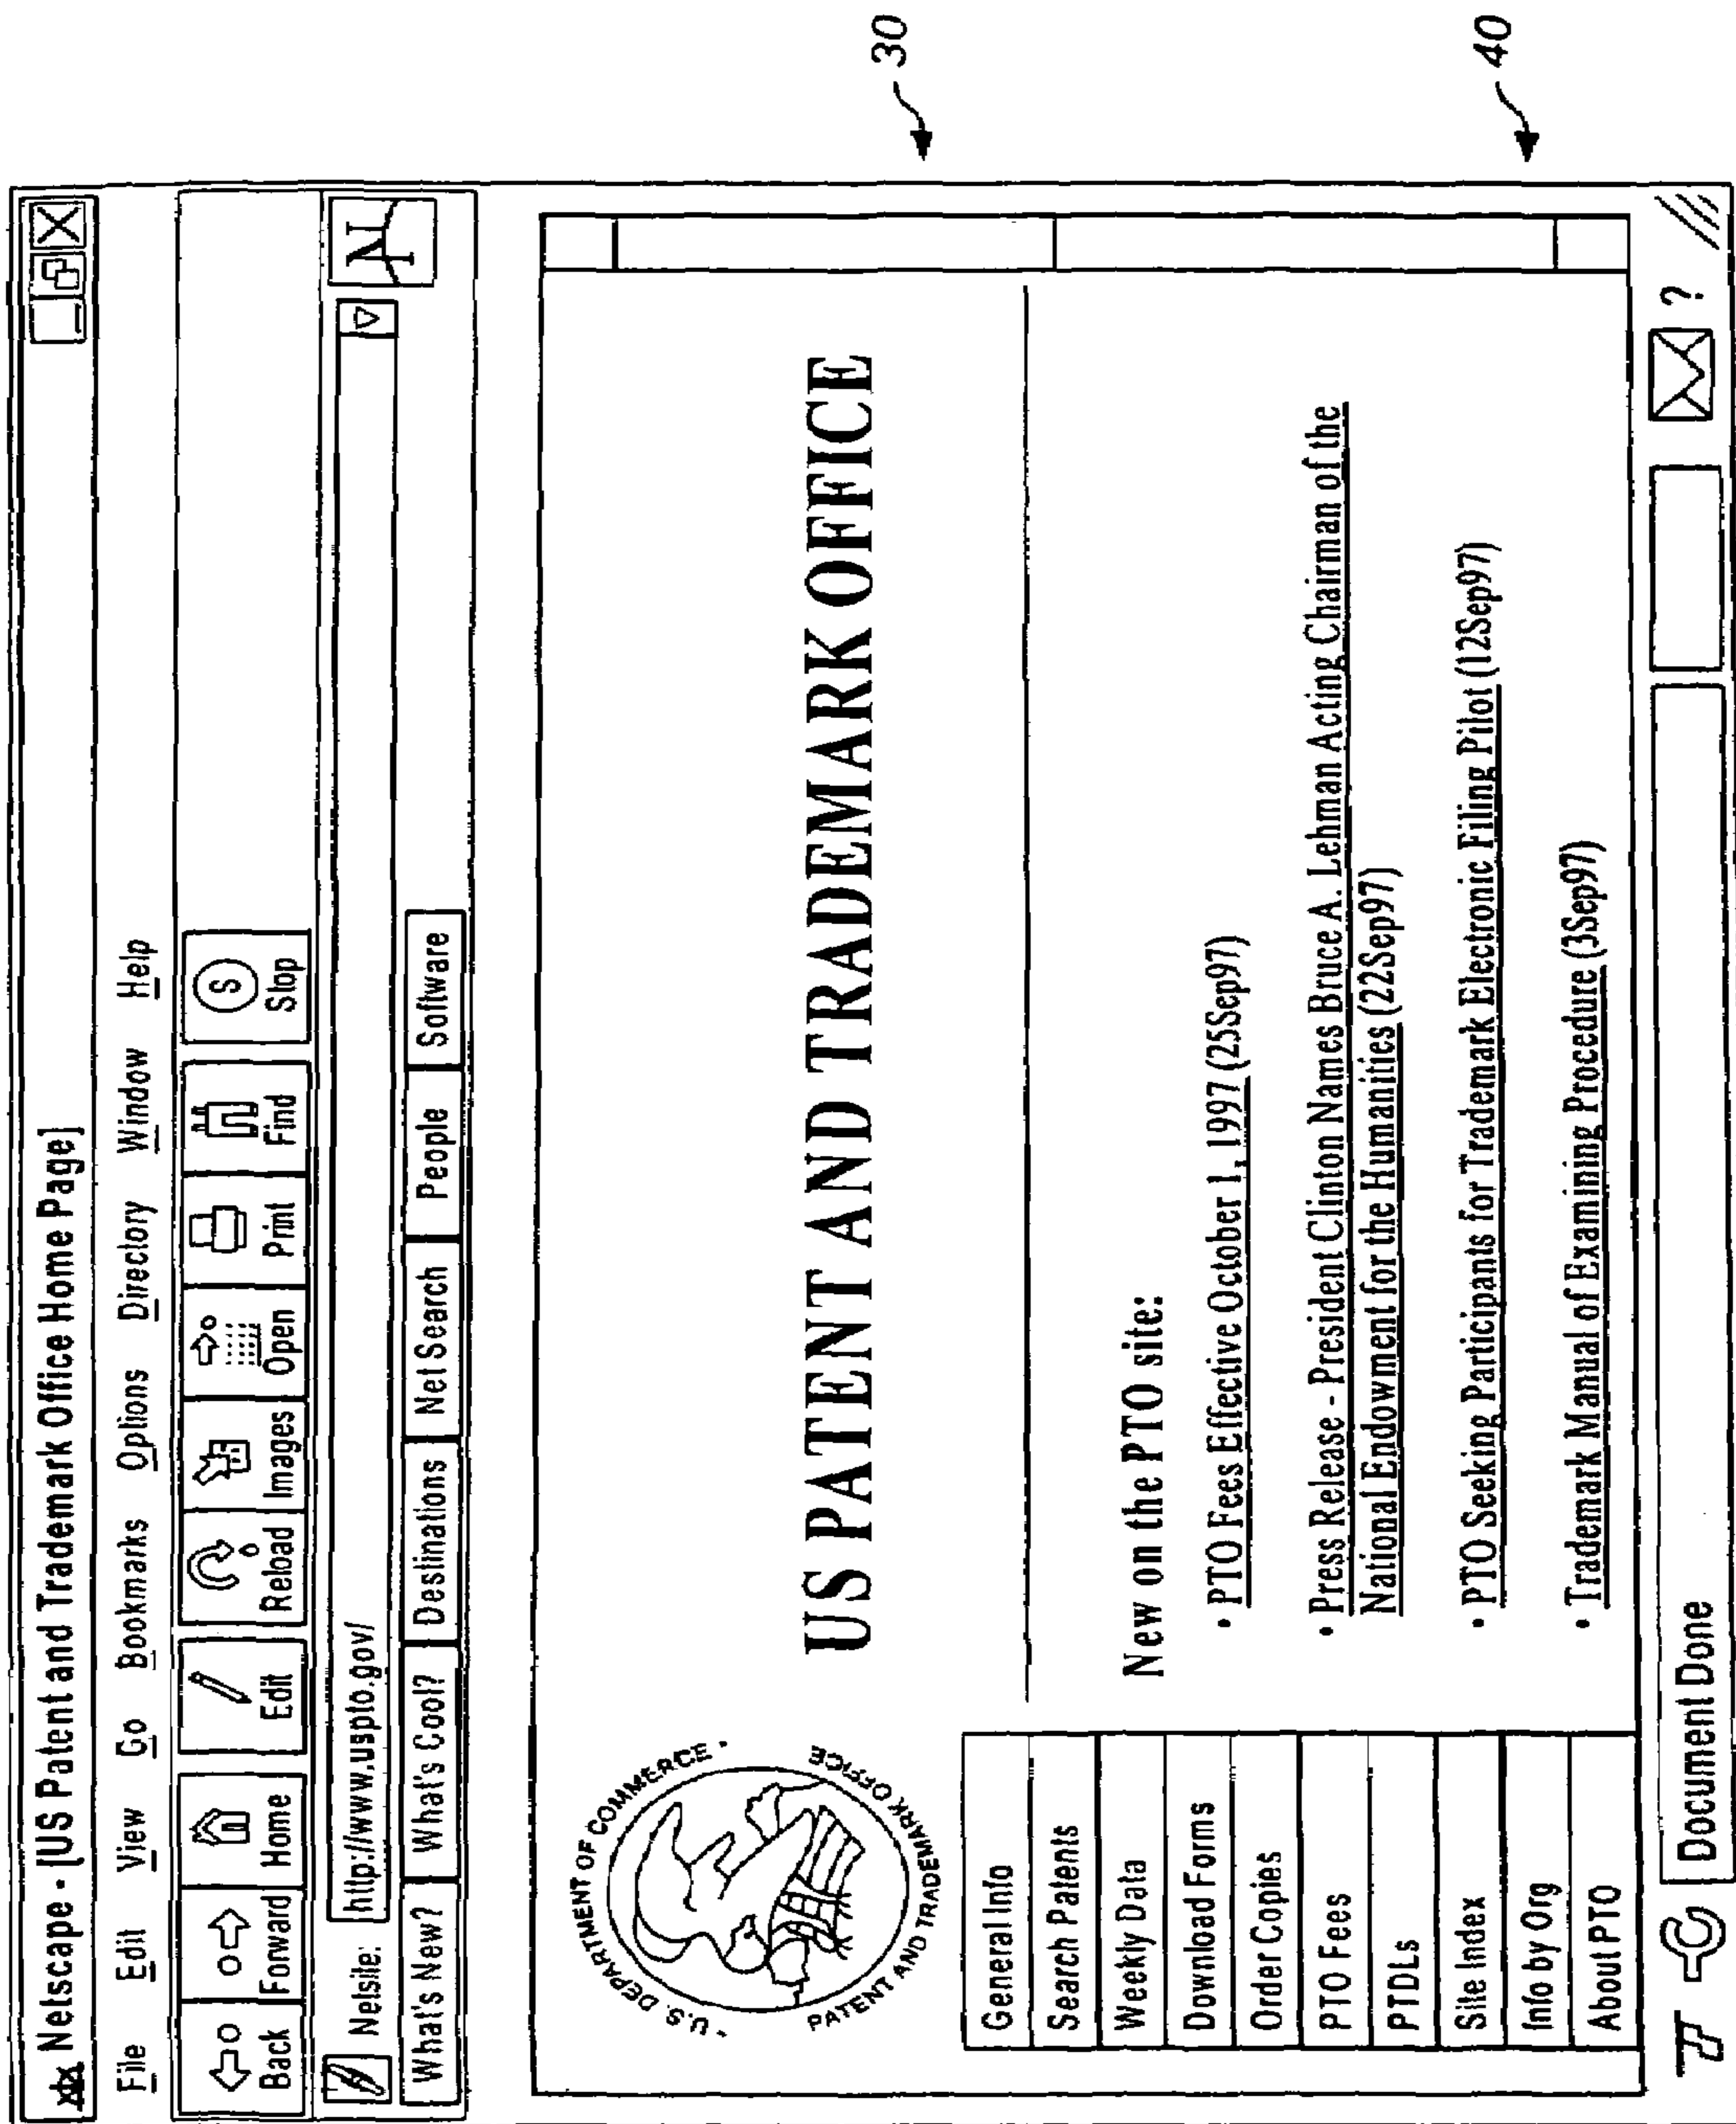 Netscape - [US Patent and Trademark Office Home Page]
File Edit View Go Bookmarks Options Directory Window Help
Back Forward Home Edit Reload Images Open Print Find S Stop
Netsite: http://www.uspto.gov/ N
What's New? What's Cool? Destinations Net Search People Software
- U.S. DEPARTMENT OF COMMERCE -
PATENT AND TRADEMARK OFFICE
US PATENT AND TRADEMARK OFFICE
30
General Info
Search Patents
Weekly Data
Download Forms
Order Copies
PTO Fees
PTDLs
Site Index
Info by Org
About PTO
New on the PTO site:
• PTO Fees Effective October 1, 1997 (25Sep97)
• Press Release - President Clinton Names Bruce A. Lehman Acting Chairman of the
National Endowment for the Humanities (22Sep97)
• PTO Seeking Participants for Trademark Electronic Filing Pilot (12Sep97)
• Trademark Manual of Examining Procedure (3Sep97)
40
Document Done ?